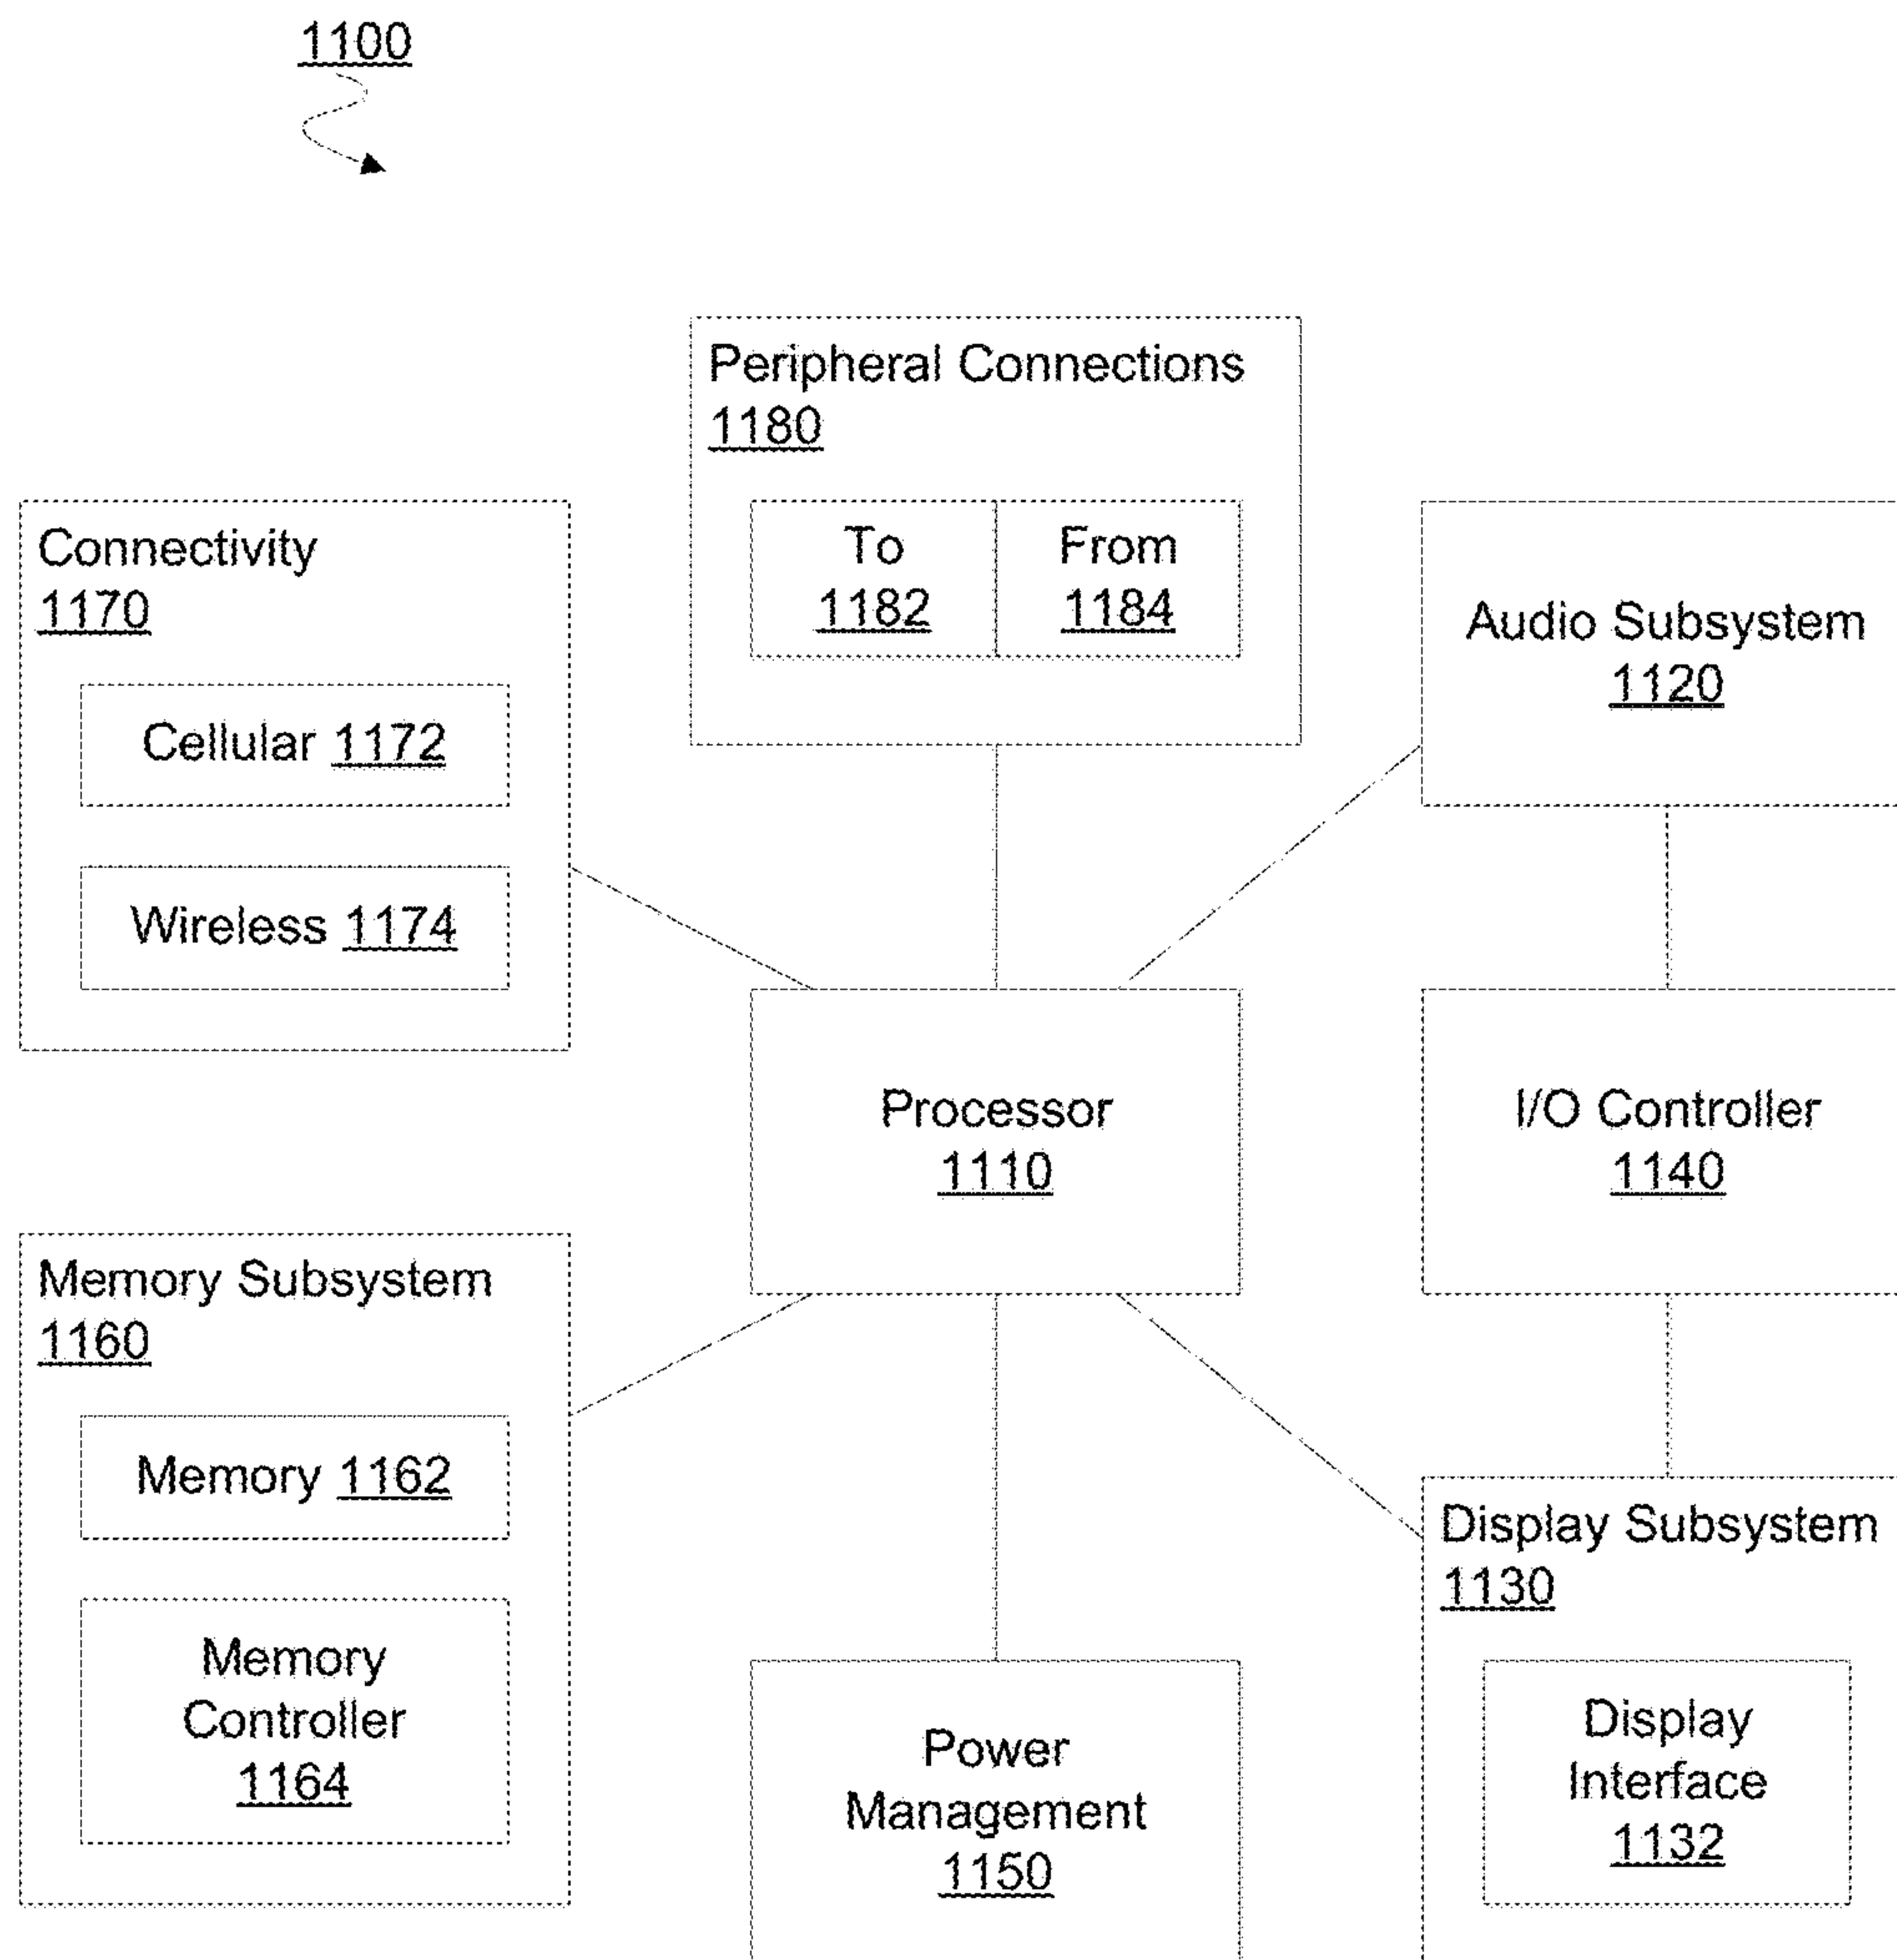 1100
Peripheral Connections
1180
To
1182
From
1184
Connectivity
1170
Cellular 1172
Wireless 1174
Audio Subsystem
1120
Processor
1110
I/O Controller
1140
Memory Subsystem
1160
Memory 1162
Memory
Controller
1164
Power
Management
1150
Display Subsystem
1130
Display
Interface
1132